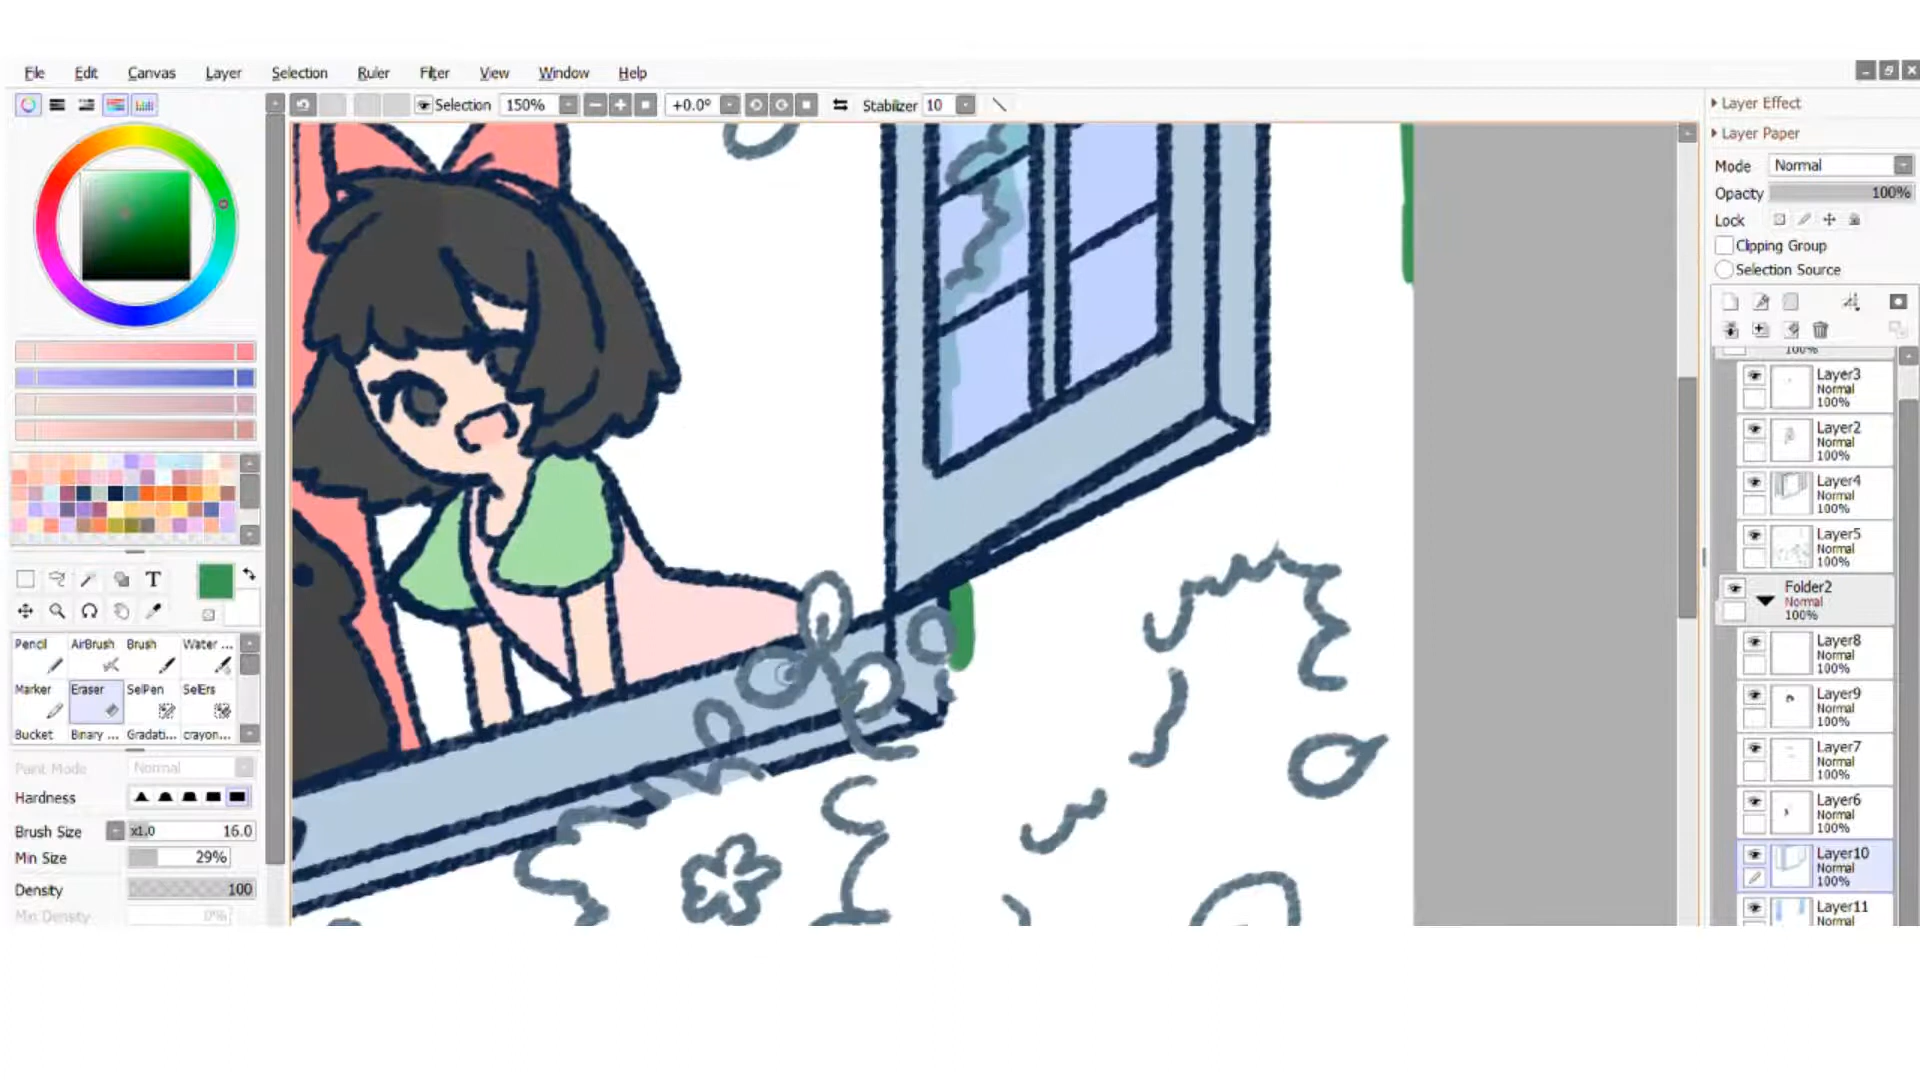 File Edit Canvas Layer Selection Ruler Filter View Window Help
Selection 150% +0.0° Stabilizer 10
Layer Effect
Layer Paper
Mode Normal
Opacity 100%
Lock
Clipping Group
Selection Source
100%
Layer3
Normal
100%
Layer2
Normal
100%
Layer4
Normal
100%
Layer5
Normal
100%
Folder2
Normal
100%
Layer8
Normal
100%
Layer9
Normal
100%
Layer7
Normal
100%
Layer6
Normal
100%
Layer10
Normal
100%
Layer11
Normal
T
Pencil AirBrush Brush Water ...
Marker Eraser SelPen SelErs
Bucket Binary ... Gradati... crayon...
Paint Mode Normal
Hardness
Brush Size x1.0 16.0
Min Size 29%
Density 100
Min Density 0%